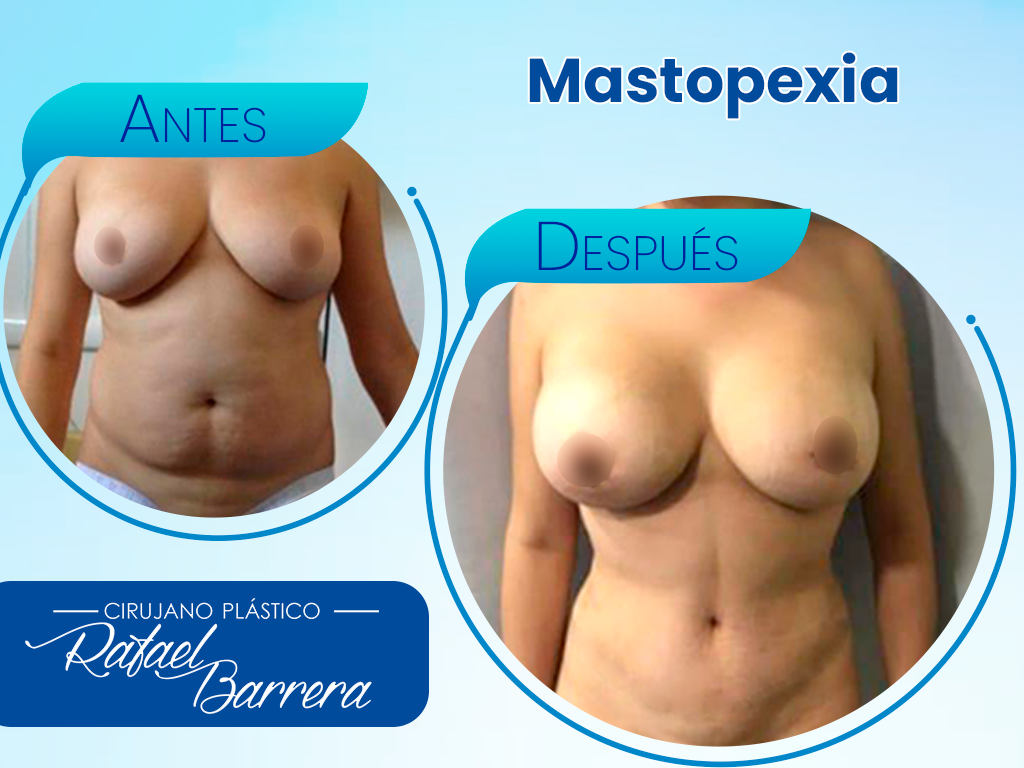 Mastopexia
ANTES
DESPUÉS
CIRUJANO PLÁSTICO
Rafael
Barrera